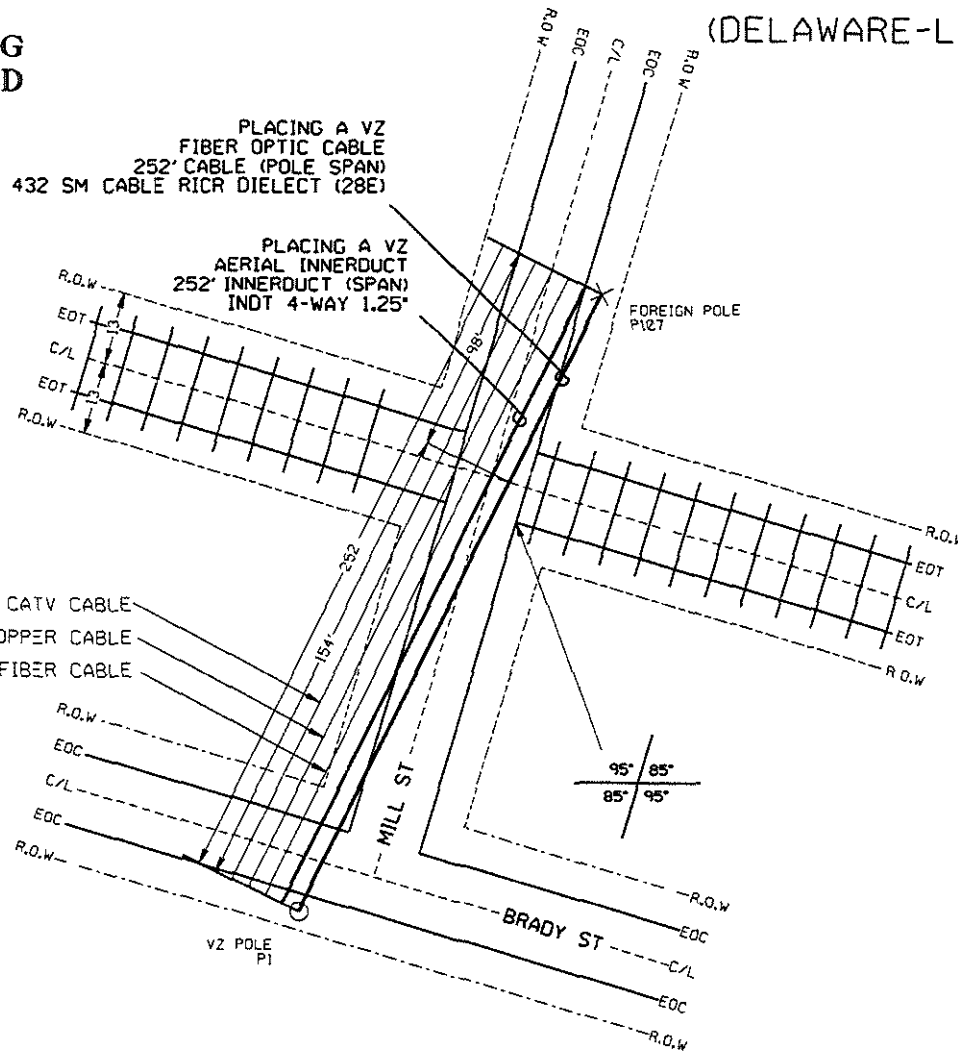 G
D
(DELAWARE-L
R.O.W
EOC
C/L
EOC
R.O.W
PLACING A VZ
FIBER OPTIC CABLE
252' CABLE (POLE SPAN)
432 SM CABLE RICR DIELECT (28E)
PLACING A VZ
AERIAL INNERDUCT
252' INNERDUCT (SPAN)
INDT 4-WAY 1.25"
R.O.W
EOT
C/L
EOT
R.O.W
13
13
98'
FOREIGN POLE
P127
252
154'
R.O.W
EOT
C/L
EOT
R.O.W
CATV CABLE
OPPER CABLE
FIBER CABLE
R.O.W
EOC
C/L
EOC
R.O.W
95° 85°
85° 95°
MILL ST
BRADY ST
VZ POLE
P1
R.O.W
EOC
C/L
EOC
R.O.W